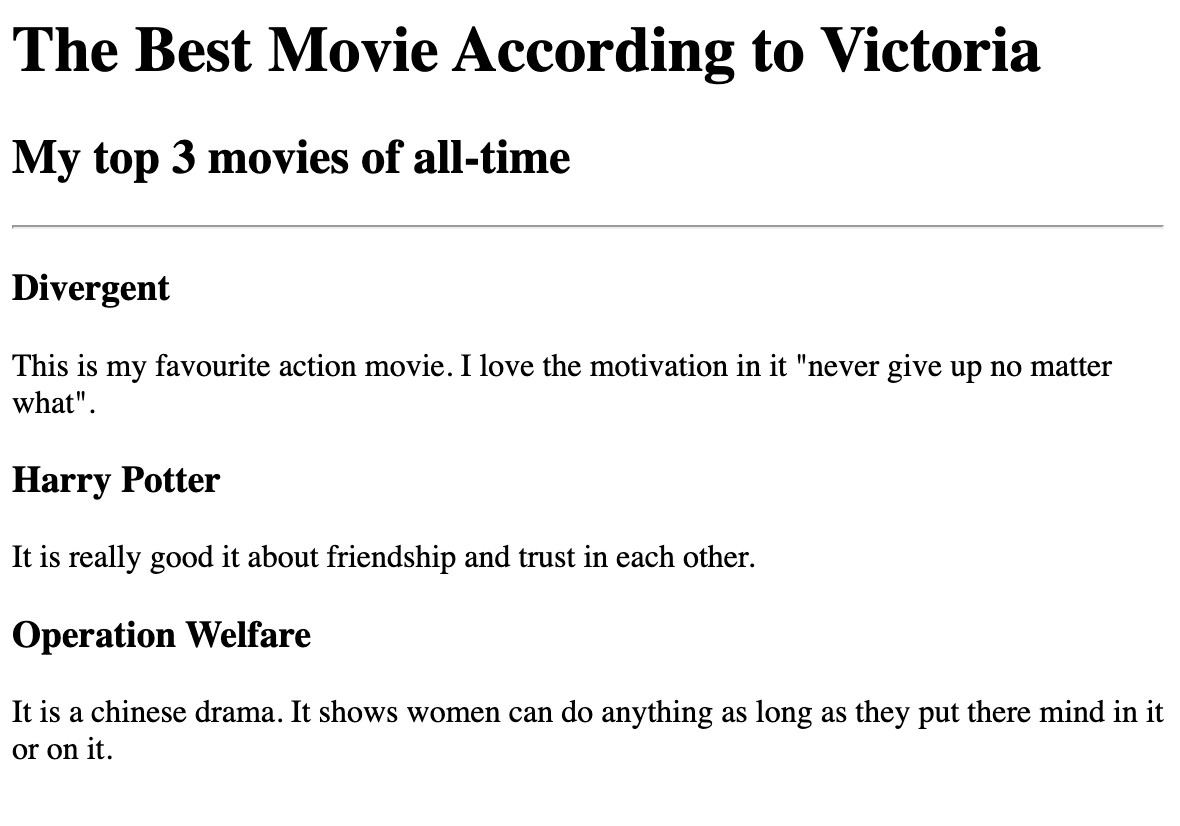 The Best Movie According to Victoria
My top 3 movies of all-time
Divergent
This is my favourite action movie. I love the motivation in it "never give up no matter
what".
Harry Potter
It is really good it about friendship and trust in each other.
Operation Welfare
It is a chinese drama. It shows women can do anything as long as they put there mind in it
or on it.